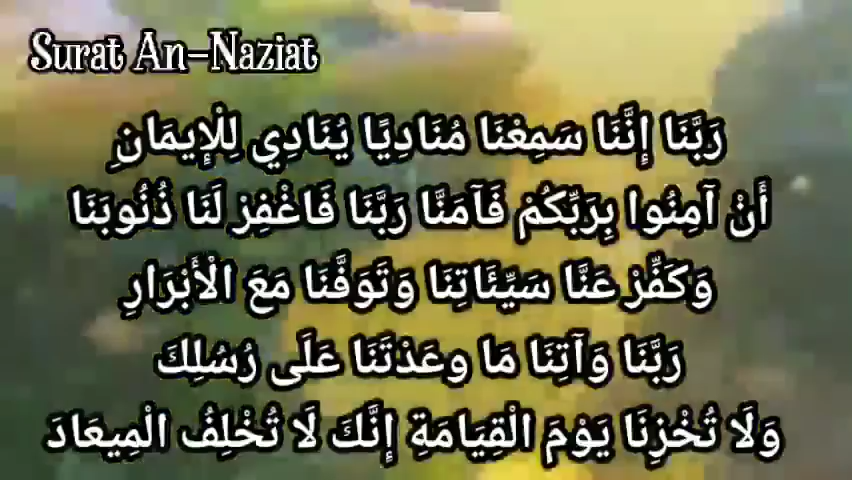 Surat An-Naziat
رَبَّنَا إِنَّنَا سَمِعْنَا مُنَادِيًا يُنَادِي لِلْإِيمَانِ
أَنْ آمِنُوا بِرَبِّكُمْ فَآمَنَّا رَبَّنَا فَاغْفِرْ لَنَا ذُنُوبَنَا
وَكَفِّرْ عَنَّا سَيِّئَاتِنَا وَتَوَفَّنَا مَعَ الْأَبْرَارِ
رَبَّنَا وَآتِنَا مَا وعَدْتَنَا عَلَى رُسُلِكَ
وَلَا تُخْزِنَا يَوْمَ الْقِيَامَةِ إِنَّكَ لَا تُخْلِفُ الْمِيعَادَ